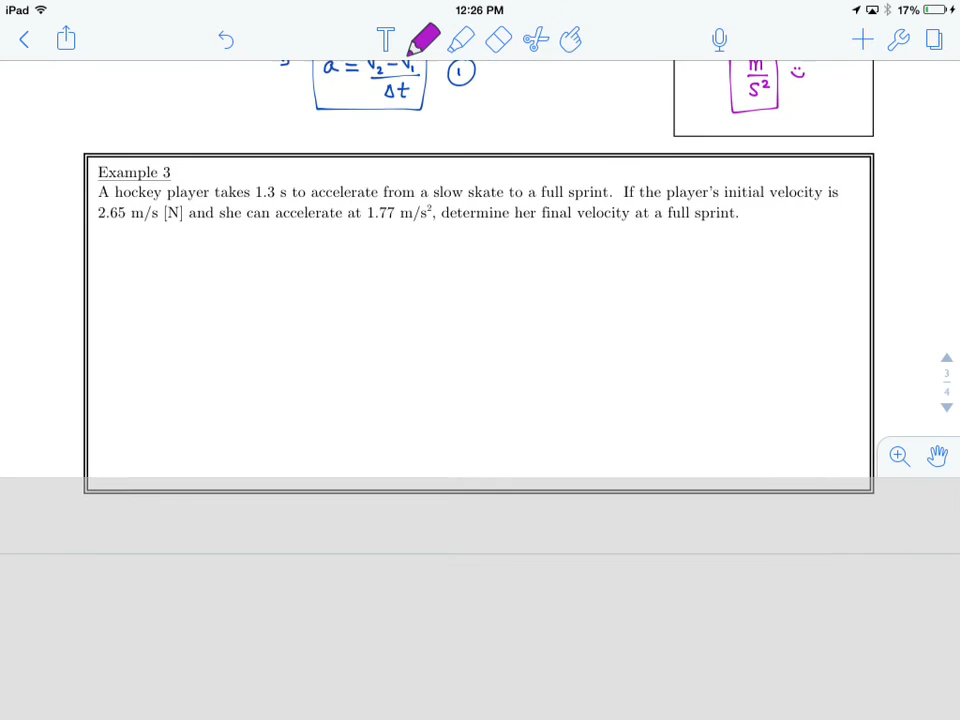 iPad 12:26 PM 17%
T
a = v₂ - v₁ / Δt ①
m / s²
Example 3
A hockey player takes 1.3 s to accelerate from a slow skate to a full sprint. If the player's initial velocity is
2.65 m/s [N] and she can accelerate at 1.77 m/s², determine her final velocity at a full sprint.
3
4